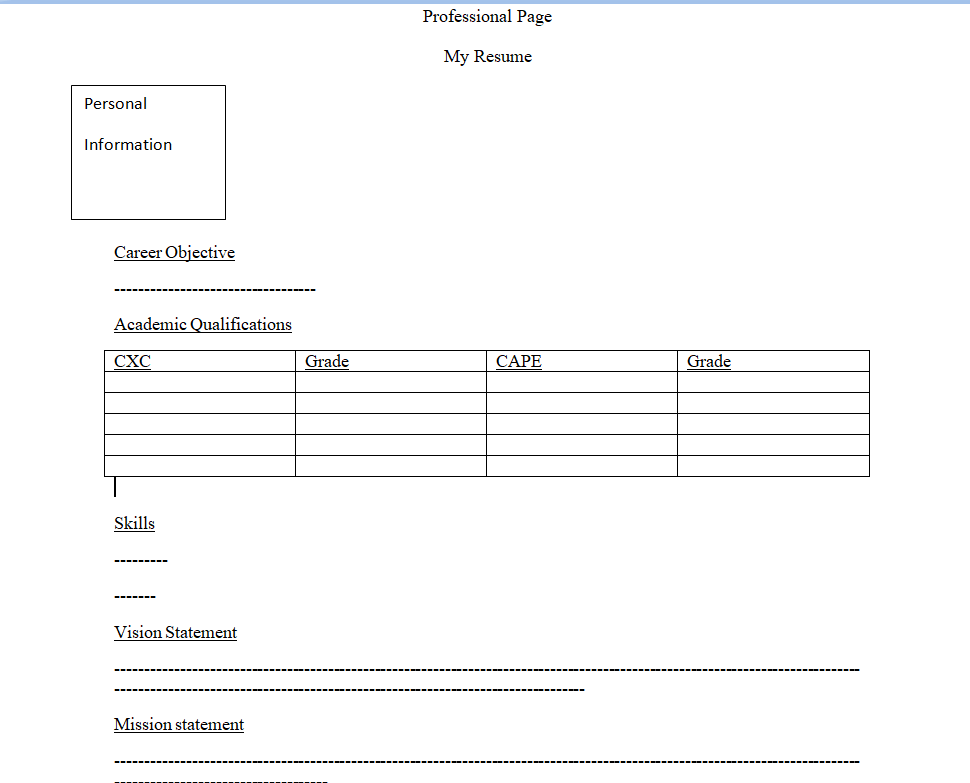 Professional Page
My Resume
Personal
Information
Career Objective
----------------------------------
Academic Qualifications
CXC Grade CAPE Grade
Skills
---------
-------
Vision Statement
------------------------------------------------------------------------------------------------------------------------------
-------------------------------------------------------------------------------
Mission statement
------------------------------------------------------------------------------------------------------------------------------
------------------------------------